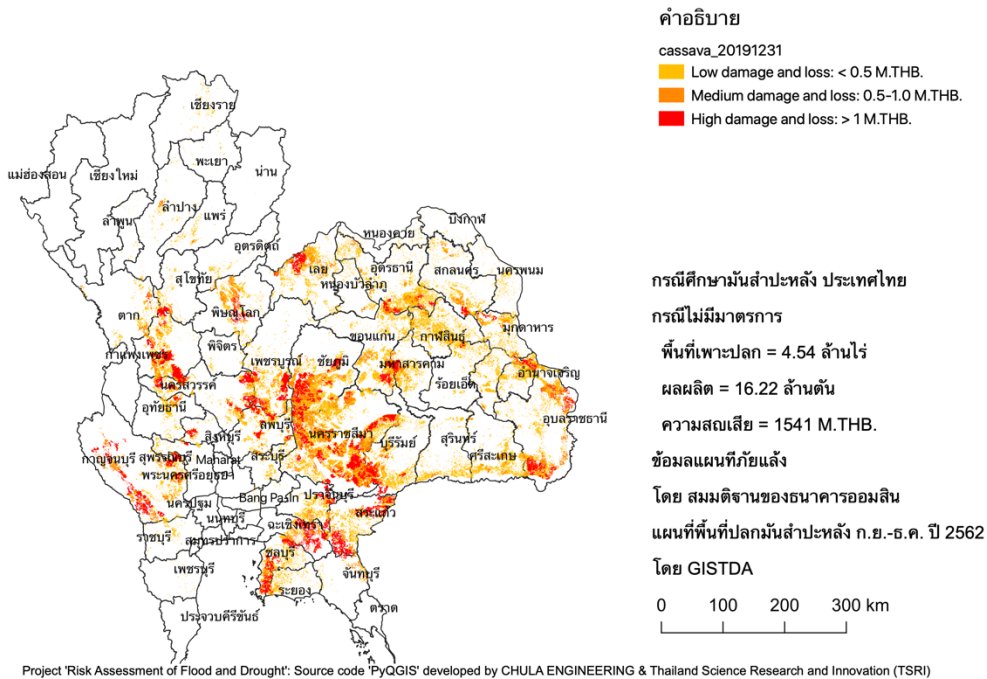 คำอธิบาย
cassava_20191231
Low damage and loss: < 0.5 M.THB.
Medium damage and loss: 0.5-1.0 M.THB.
High damage and loss: > 1 M.THB.
เชียงราย
พะเยา
แม่ฮ่องสอน
เชียงใหม่
น่าน
ลำปาง
แพร่
ลำพูน
บึงกาฬ
หนองคาย
อุตรดิตถ์
เลย
อุดรธานี
สกลนคร
นครพนม
สุโขทัย
หนองบัวลำภู
ตาก
พิษณุโลก
มุกดาหาร
ขอนแก่น
กาฬสินธุ์
กำแพงเพชร
พิจิตร
เพชรบูรณ์
ชัยภูมิ
มหาสารคาม
อำนาจเจริญ
นครสวรรค์
ร้อยเอ็ด
อุทัยธานี
ลพบุรี
อุบลราชธานี
สิงห์บุรี
นครราชสีมา
บุรีรัมย์
สุรินทร์
ศรีสะเกษ
กาญจนบุรี
สุพรรณบุรี
Maharat
สระบุรี
พระนครศรีอยุธยา
Bang Pasin
ปราจีนบุรี
นครปฐม
สระแก้ว
นนทบุรี
ฉะเชิงเทรา
ราชบุรี
สมุทรปราการ
ชลบุรี
เพชรบุรี
จันทบุรี
ระยอง
ตราด
ประจวบคีรีขันธ์
กรณีศึกษามันสำปะหลัง ประเทศไทย
กรณีไม่มีมาตรการ
พื้นที่เพาะปลูก = 4.54 ล้านไร่
ผลผลิต = 16.22 ล้านตัน
ความสูญเสีย = 1541 M.THB.
ข้อมูลแผนที่ภัยแล้ง
โดย สมมติฐานของธนาคารออมสิน
แผนที่พื้นที่ปลูกมันสำปะหลัง ก.ย.-ธ.ค. ปี 2562
โดย GISTDA
0 100 200 300 km
Project 'Risk Assessment of Flood and Drought': Source code 'PyQGIS' developed by CHULA ENGINEERING & Thailand Science Research and Innovation (TSRI)